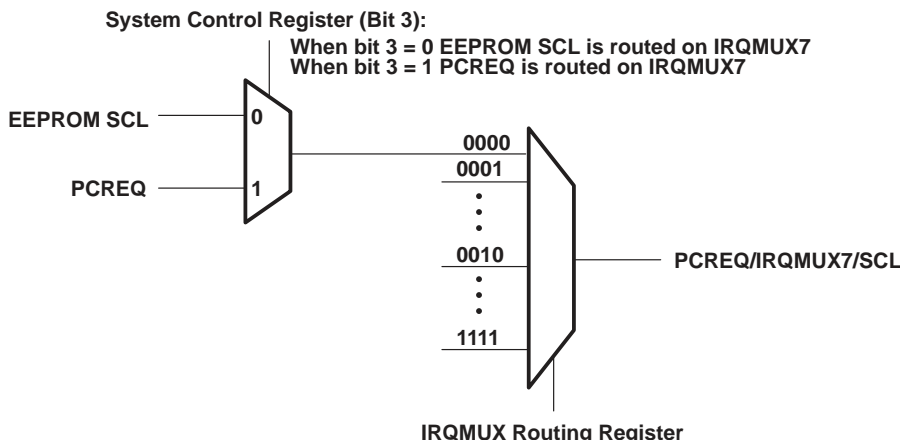 System Control Register (Bit 3):
When bit 3 = 0 EEPROM SCL is routed on IRQMUX7
When bit 3 = 1 PCREQ is routed on IRQMUX7
EEPROM SCL
0
PCREQ
1
0000
0001
0010
1111
PCREQ/IRQMUX7/SCL
IRQMUX Routing Register